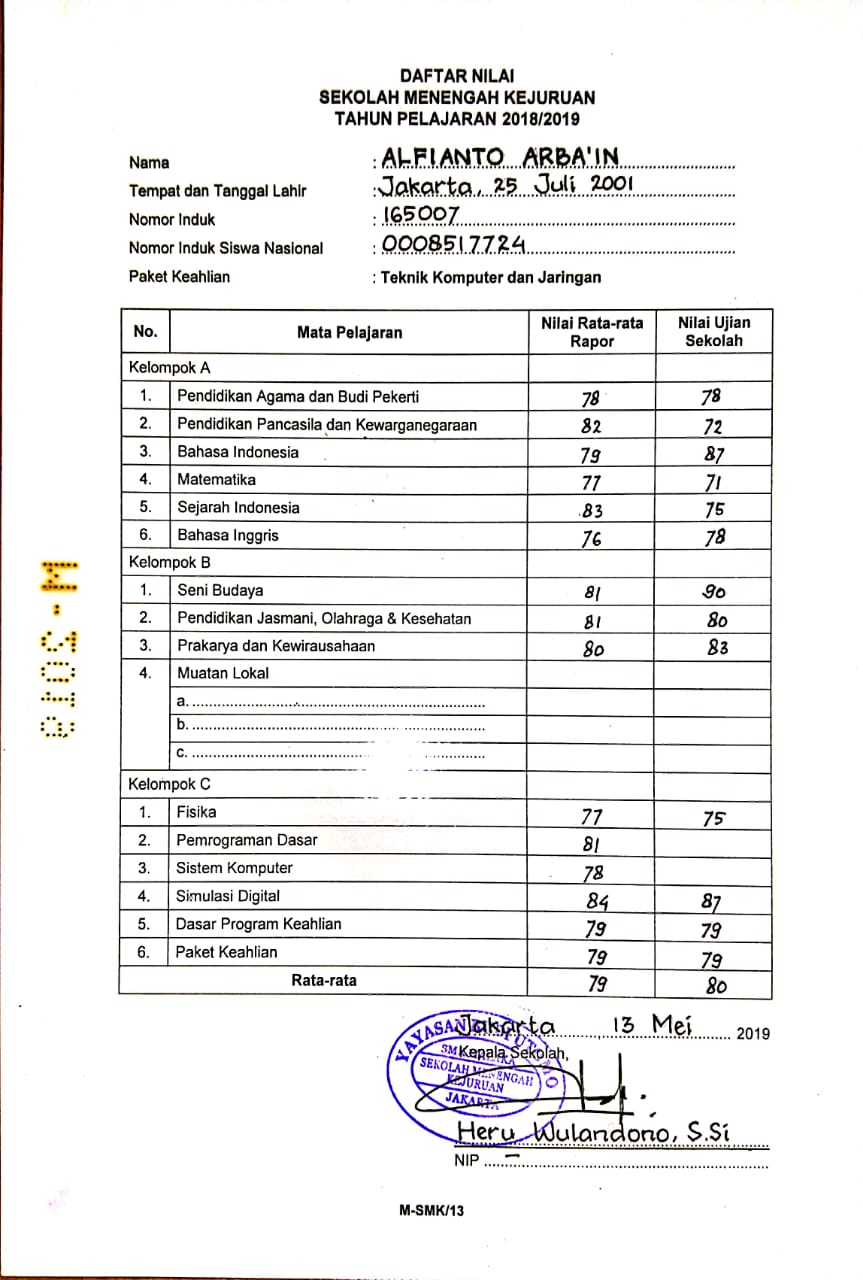 DAFTAR NILAI
SEKOLAH MENENGAH KEJURUAN
TAHUN PELAJARAN 2018/2019
Nama : ALFIANTO ARBA'IN
Tempat dan Tanggal Lahir : Jakarta, 25 Juli 2001
Nomor Induk : 165007
Nomor Induk Siswa Nasional : 0008517724
Paket Keahlian : Teknik Komputer dan Jaringan
No. Mata Pelajaran Nilai Rata-rata Rapor Nilai Ujian Sekolah
Kelompok A
1. Pendidikan Agama dan Budi Pekerti 78 78
2. Pendidikan Pancasila dan Kewarganegaraan 82 72
3. Bahasa Indonesia 79 87
4. Matematika 77 71
5. Sejarah Indonesia 83 75
6. Bahasa Inggris 76 78
Kelompok B
1. Seni Budaya 81 90
2. Pendidikan Jasmani, Olahraga & Kesehatan 81 80
3. Prakarya dan Kewirausahaan 80 83
4. Muatan Lokal
a.
b.
c.
Kelompok C
1. Fisika 77 75
2. Pemrograman Dasar 81
3. Sistem Komputer 78
4. Simulasi Digital 84 87
5. Dasar Program Keahlian 79 79
6. Paket Keahlian 79 79
Rata-rata 79 80
M-2019
Jakarta, 13 Mei 2019
Kepala Sekolah,
YAYASAN
SEKOLAH MENENGAH
KEJURUAN
JAKARTA
Heru Wulandono, S.Si
NIP -
M-SMK/13